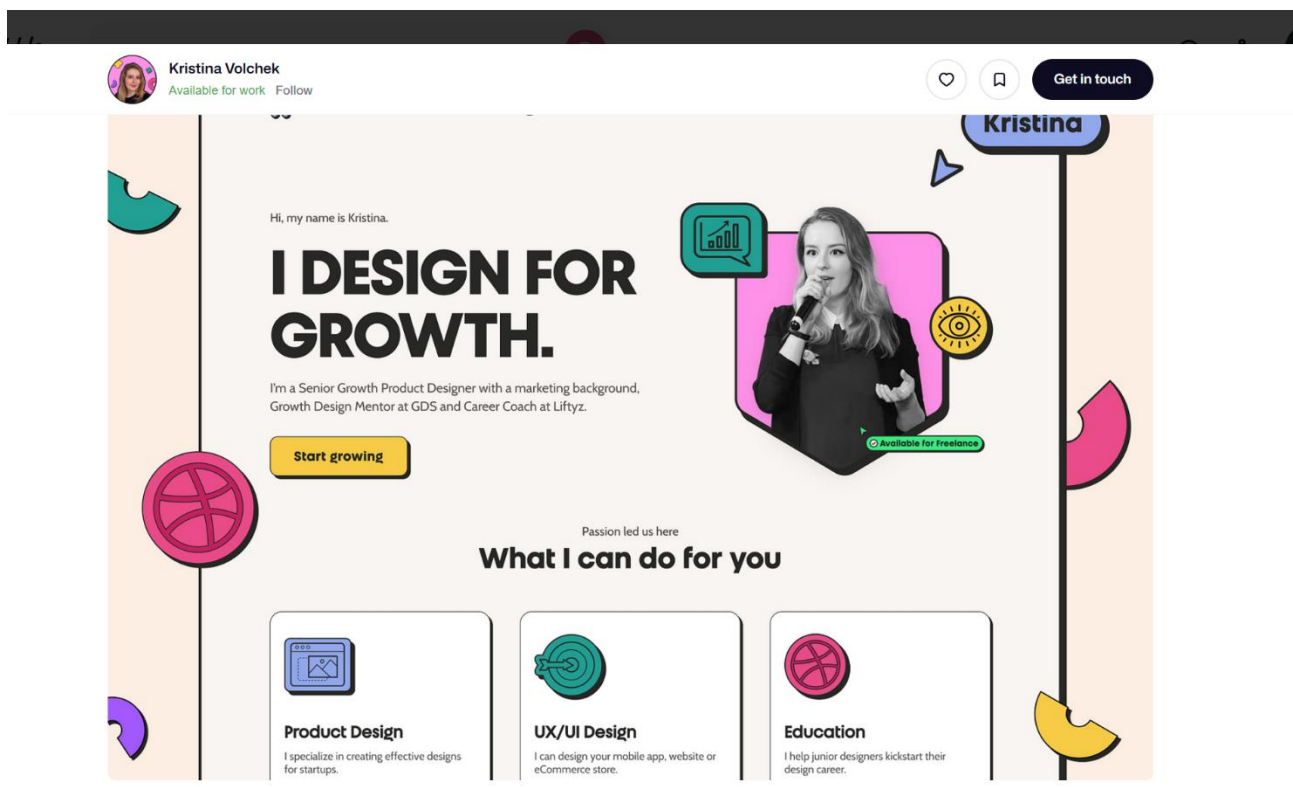 Kristina Volchek
Available for work Follow
Get in touch
Kristina
Hi, my name is Kristina.
I DESIGN FOR
GROWTH.
I'm a Senior Growth Product Designer with a marketing background,
Growth Design Mentor at GDS and Career Coach at Liftyz.
Available for Freelance
Start growing
Passion led us here
What I can do for you
Product Design
I specialize in creating effective designs
for startups.
UX/UI Design
I can design your mobile app, website or
eCommerce store.
Education
I help junior designers kickstart their
design career.